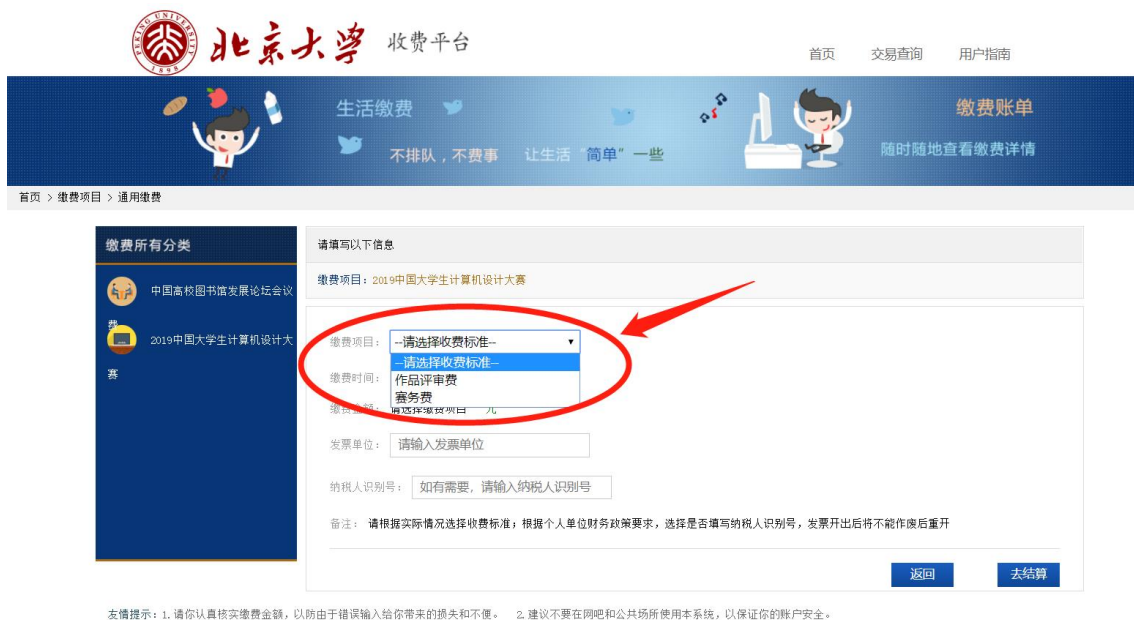 PEKING UNIVERSITY
1898
北京大学 收费平台
首页 交易查询 用户指南
生活缴费
不排队，不费事 让生活“简单”一些
缴费账单
随时随地查看缴费详情
首页 > 缴费项目 > 通用缴费
缴费所有分类
中国高校图书馆发展论坛会议
费
2019中国大学生计算机设计大
赛
请填写以下信息
缴费项目：2019中国大学生计算机设计大赛
缴费项目： --请选择收费标准--
--请选择收费标准--
缴费时间：
作品评审费
赛务费
缴费金额： 请选择缴费项目 元
发票单位： 请输入发票单位
纳税人识别号： 如有需要，请输入纳税人识别号
备注： 请根据实际情况选择收费标准；根据个人单位财务政策要求，选择是否填写纳税人识别号，发票开出后将不能作废后重开
返回 去结算
友情提示：1.请你认真核实缴费金额，以防由于错误输入给你带来的损失和不便。 2.建议不要在网吧和公共场所使用本系统，以保证你的账户安全。